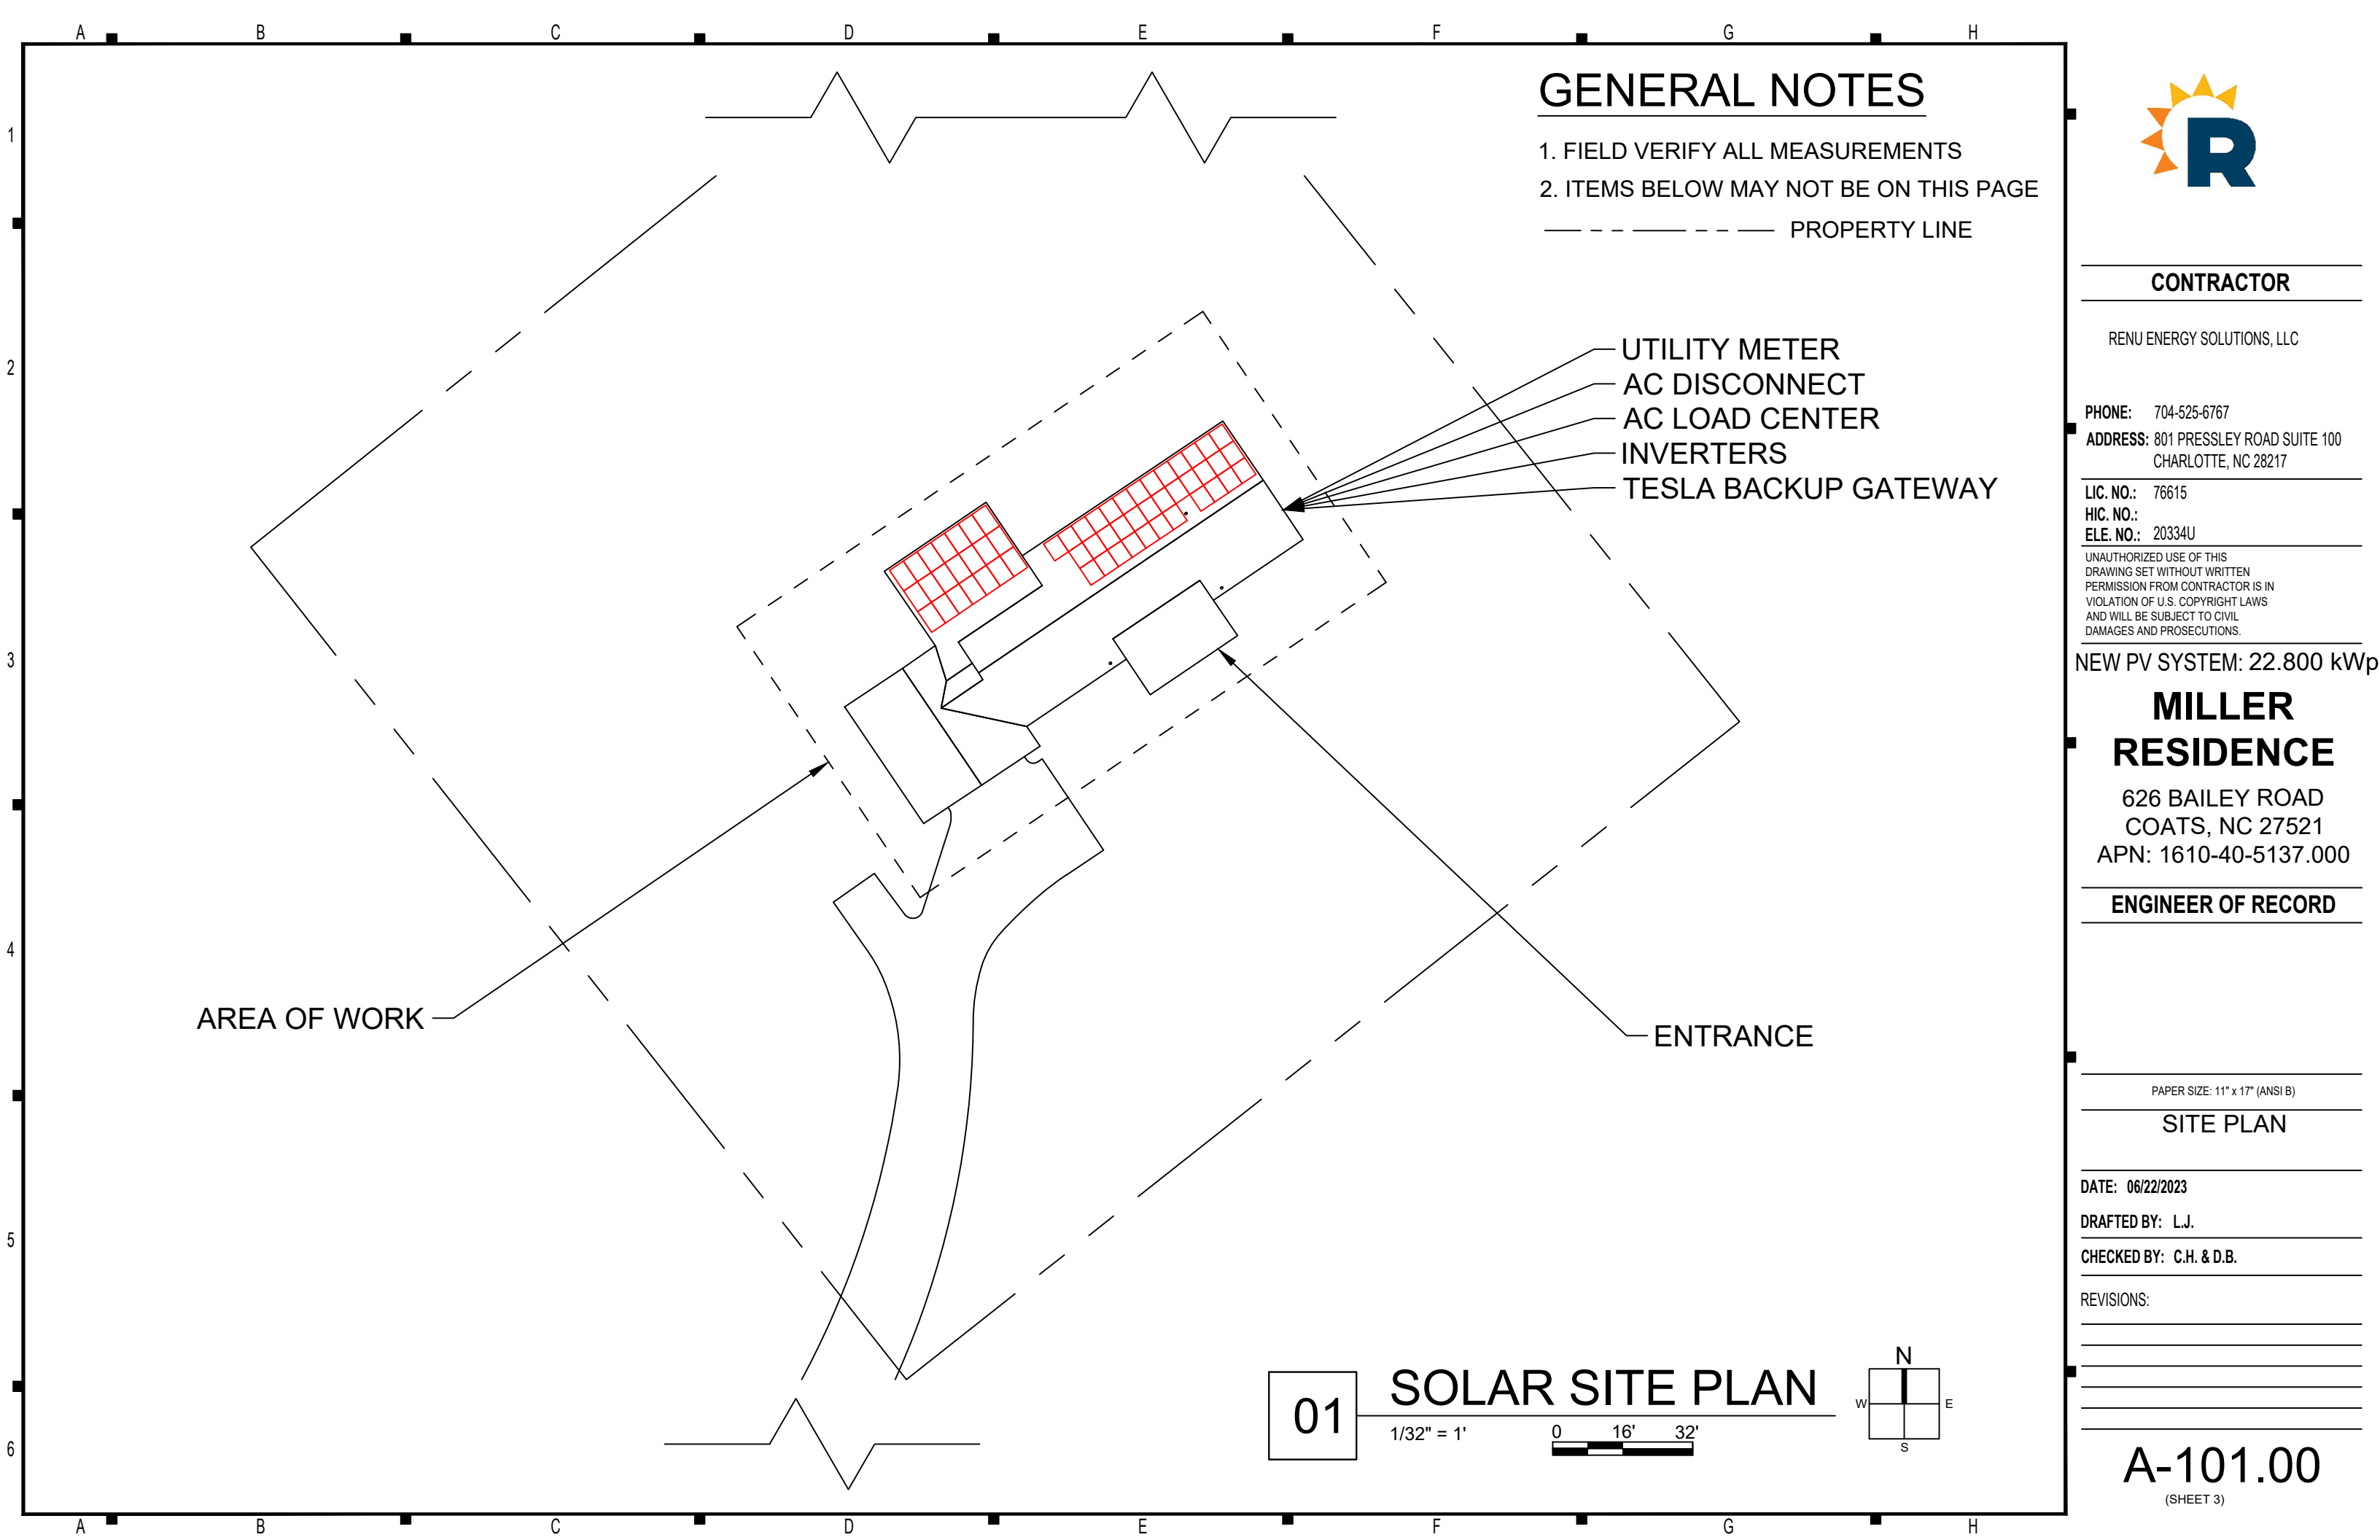 A B C D E F G H
1
2
3
4
5
6
GENERAL NOTES
1. FIELD VERIFY ALL MEASUREMENTS
2. ITEMS BELOW MAY NOT BE ON THIS PAGE
PROPERTY LINE
UTILITY METER
AC DISCONNECT
AC LOAD CENTER
INVERTERS
TESLA BACKUP GATEWAY
AREA OF WORK
ENTRANCE
01
SOLAR SITE PLAN
1/32" = 1'
0 16' 32'
N
W E
S
A B C D E F G H
R
CONTRACTOR
RENU ENERGY SOLUTIONS, LLC
PHONE: 704-525-6767
ADDRESS: 801 PRESSLEY ROAD SUITE 100
CHARLOTTE, NC 28217
LIC. NO.: 76615
HIC. NO.:
ELE. NO.: 20334U
UNAUTHORIZED USE OF THIS
DRAWING SET WITHOUT WRITTEN
PERMISSION FROM CONTRACTOR IS IN
VIOLATION OF U.S. COPYRIGHT LAWS
AND WILL BE SUBJECT TO CIVIL
DAMAGES AND PROSECUTIONS.
NEW PV SYSTEM: 22.800 kWp
MILLER
RESIDENCE
626 BAILEY ROAD
COATS, NC 27521
APN: 1610-40-5137.000
ENGINEER OF RECORD
PAPER SIZE: 11" x 17" (ANSI B)
SITE PLAN
DATE: 06/22/2023
DRAFTED BY: L.J.
CHECKED BY: C.H. & D.B.
REVISIONS:
A-101.00
(SHEET 3)